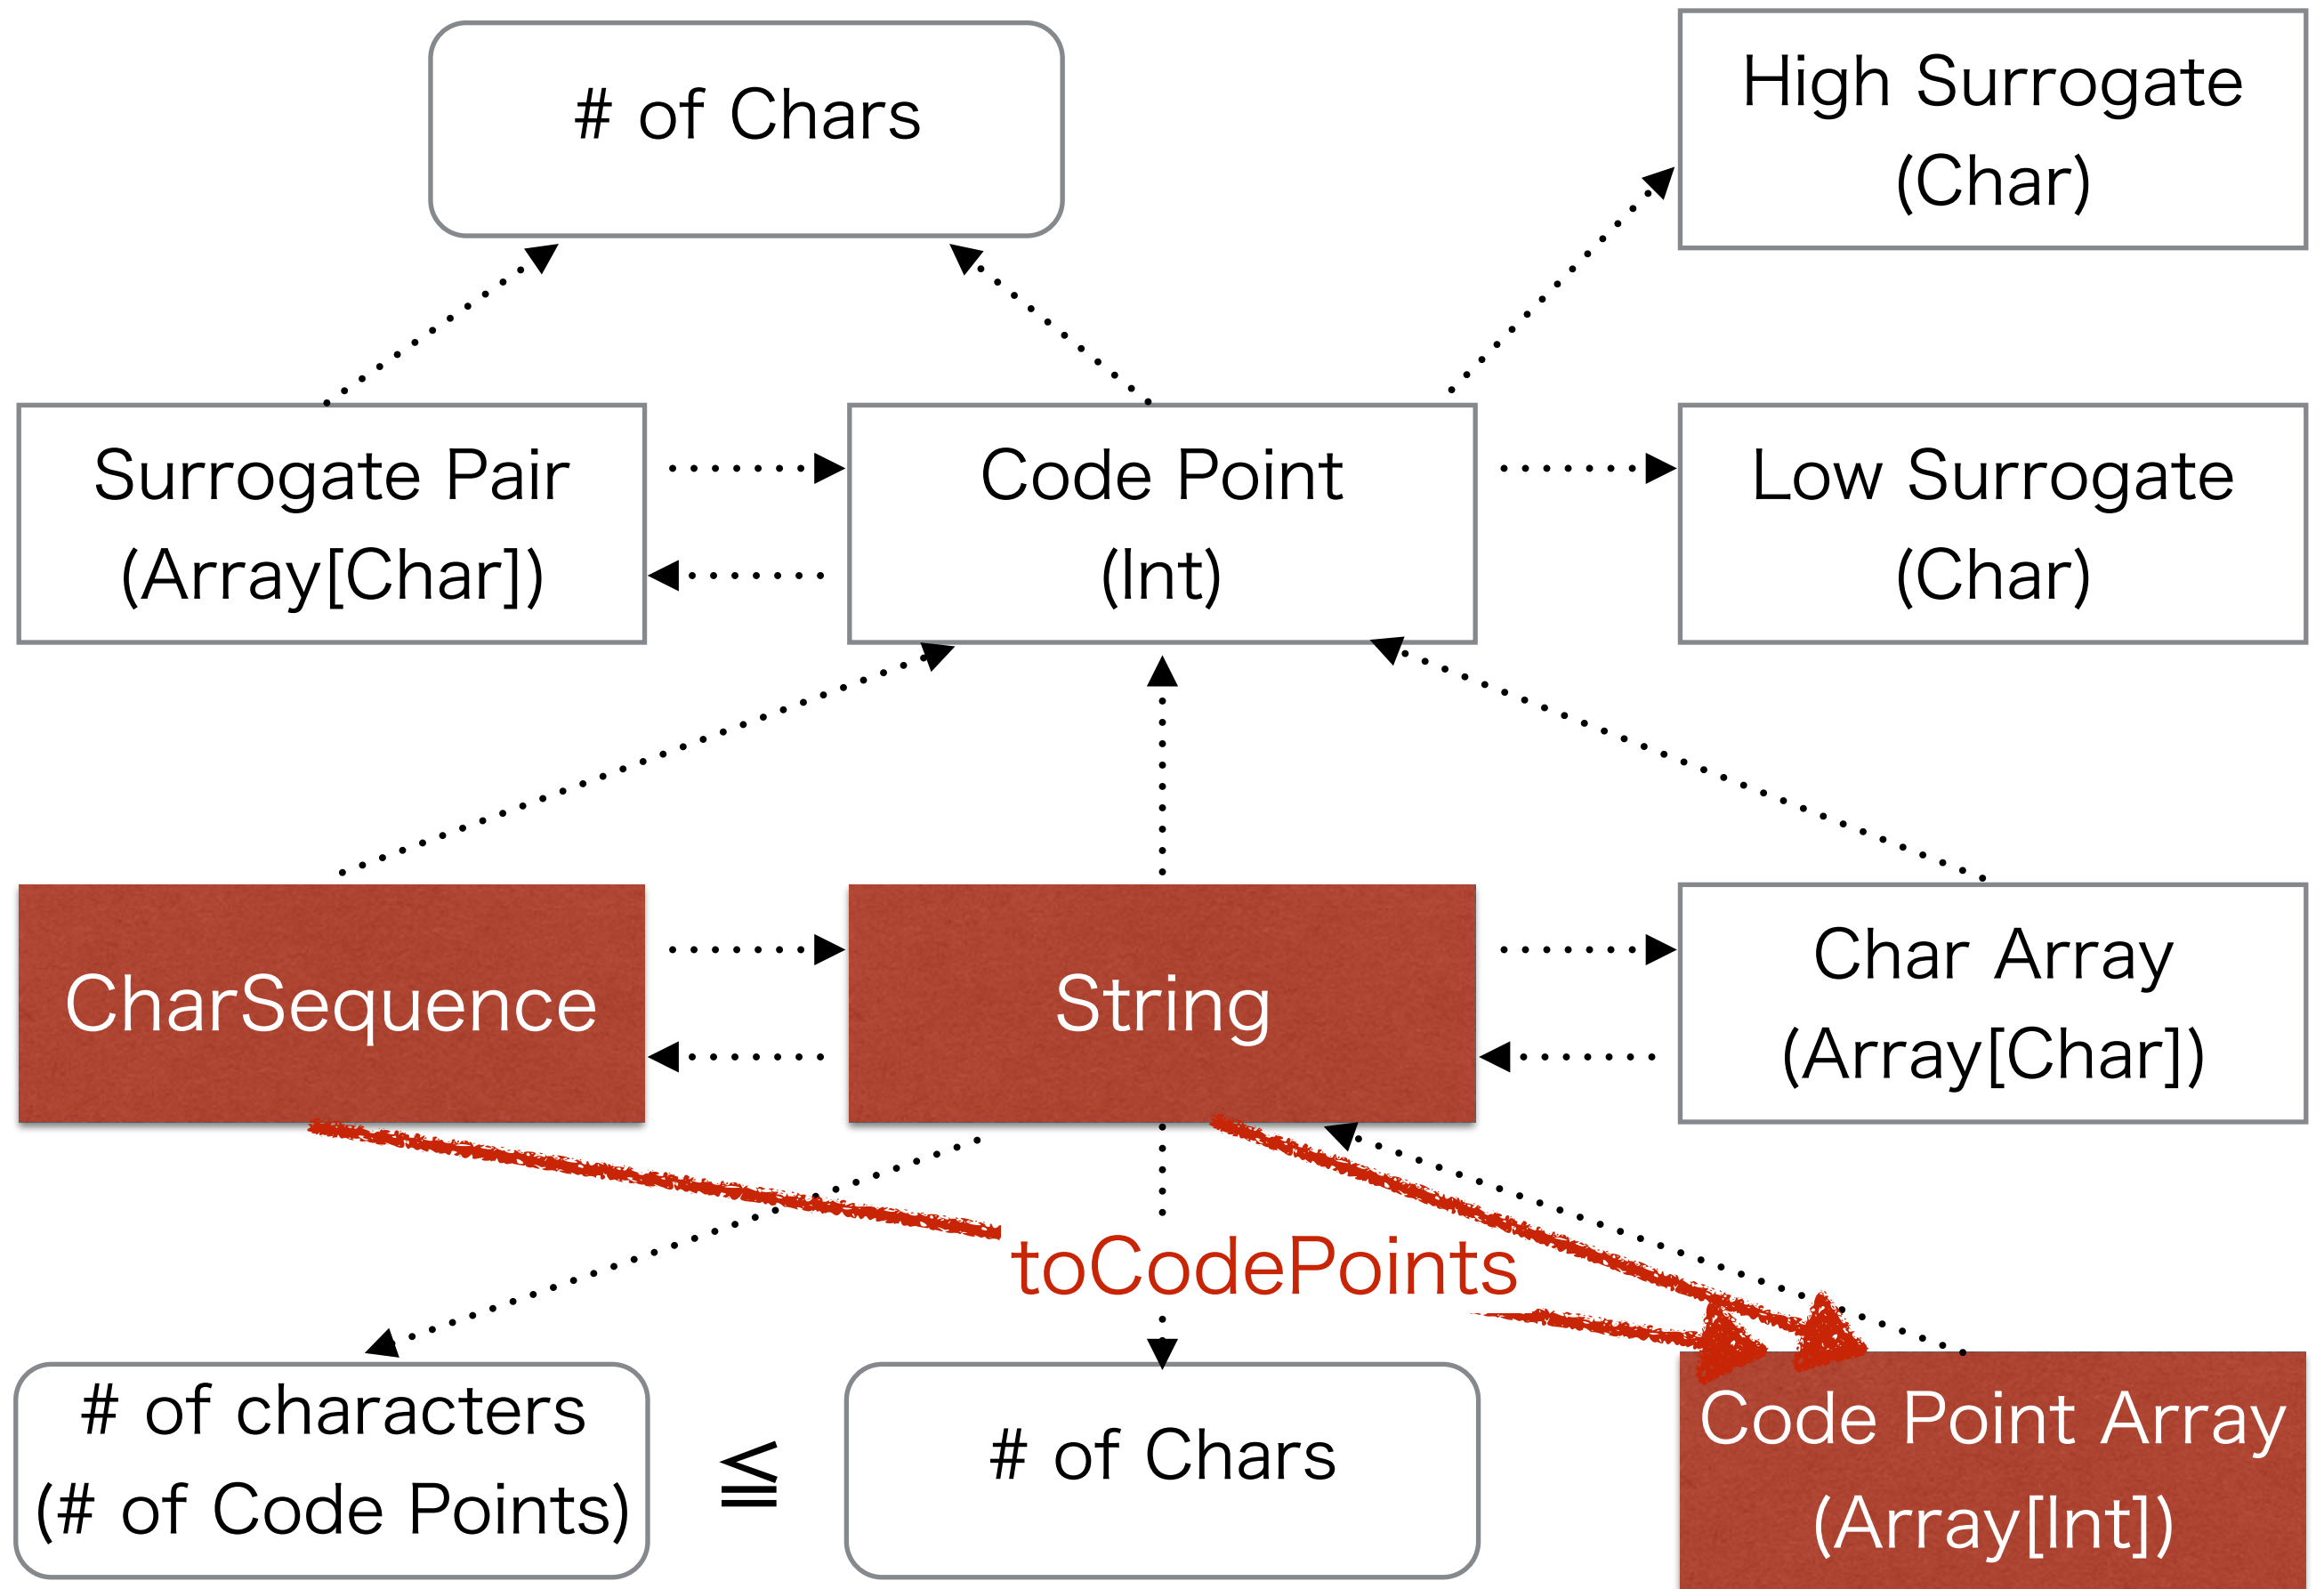 # of Chars
High Surrogate
(Char)
Surrogate Pair
(Array[Char])
Code Point
(Int)
Low Surrogate
(Char)
CharSequence
String
Char Array
(Array[Char])
toCodePoints
# of characters
(# of Code Points)
≦
# of Chars
Code Point Array
(Array[Int])